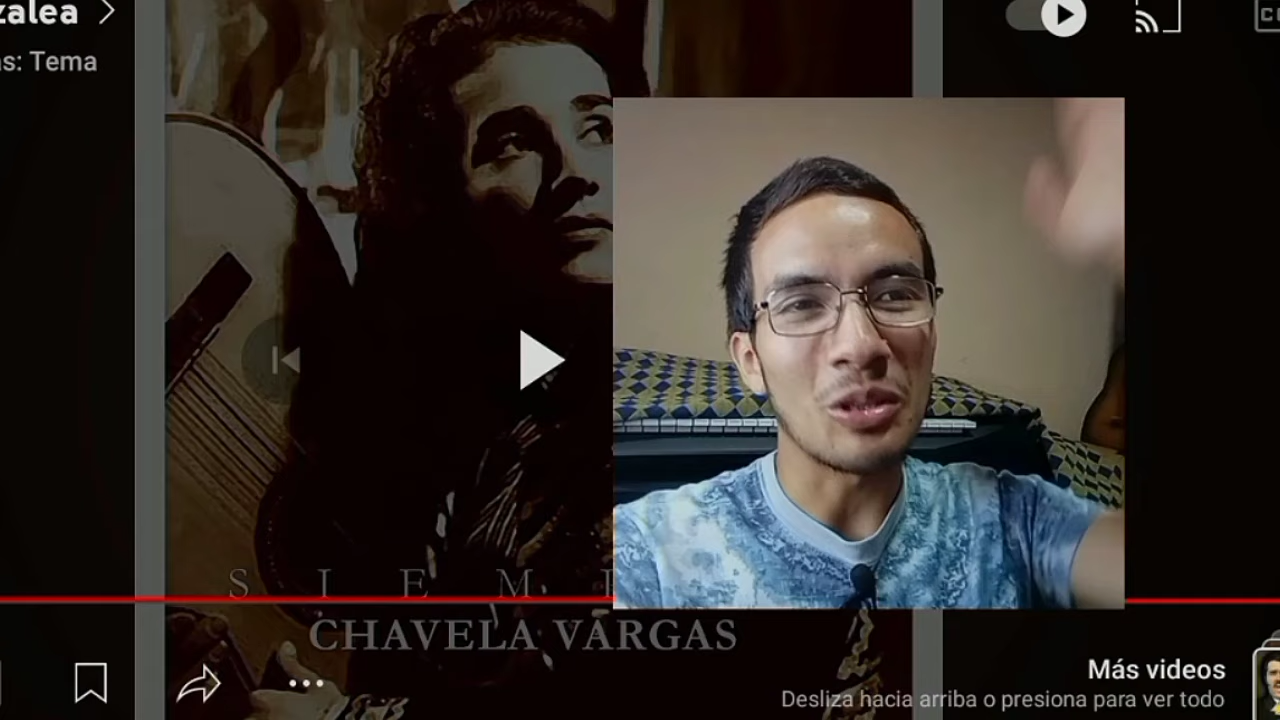 zalea
as: Tema
S I E M
CHAVELA VARGAS
Más videos
Desliza hacia arriba o presiona para ver todo